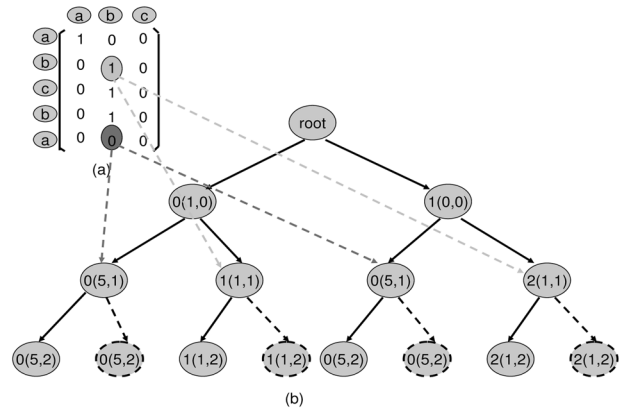 a b c
a 1 0 0
b 0 1 0
c 0 1 0
b 0 1 0
a 0 0 0
(a)
root
0(1,0) 1(0,0)
0(5,1) 1(1,1) 0(5,1) 2(1,1)
0(5,2) 0(5,2) 1(1,2) 1(1,2) 0(5,2) 0(5,2) 2(1,2) 2(1,2)
(b)